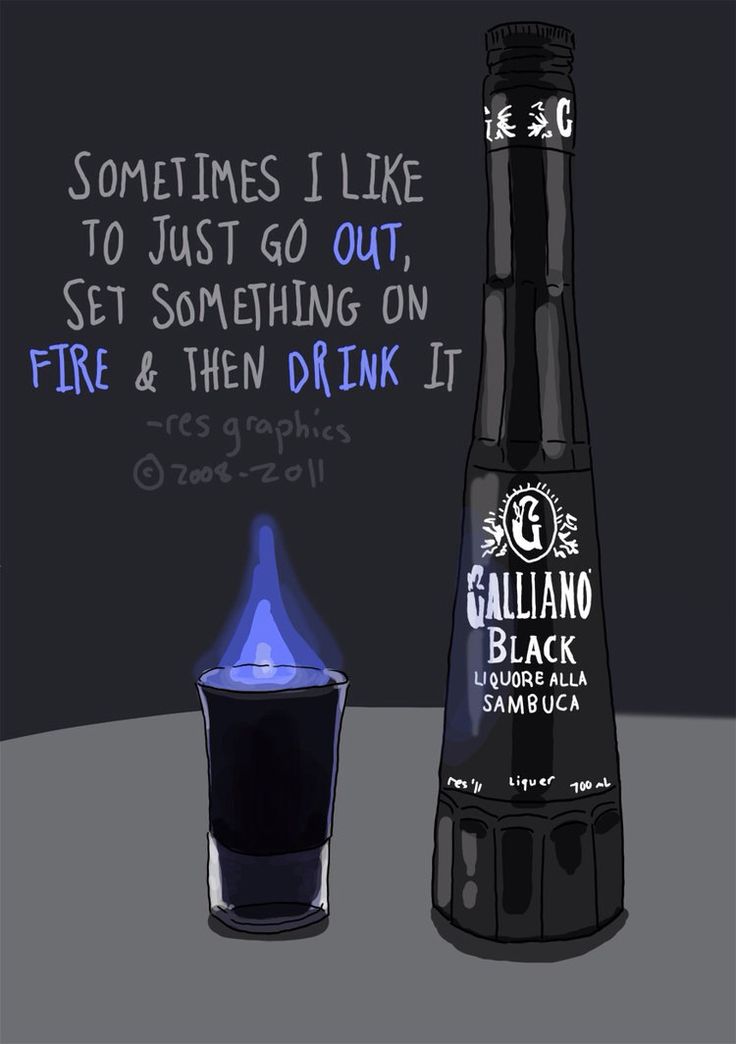 SOMETIMES I LIKE
TO JUST GO OUT,
SET SOMETHING ON
FIRE & THEN DRINK IT
-res graphics
©2008-2011
G
G
GALLIANO
BLACK
LIQUORE ALLA
SAMBUCA
res '11 Liquer 700 mL